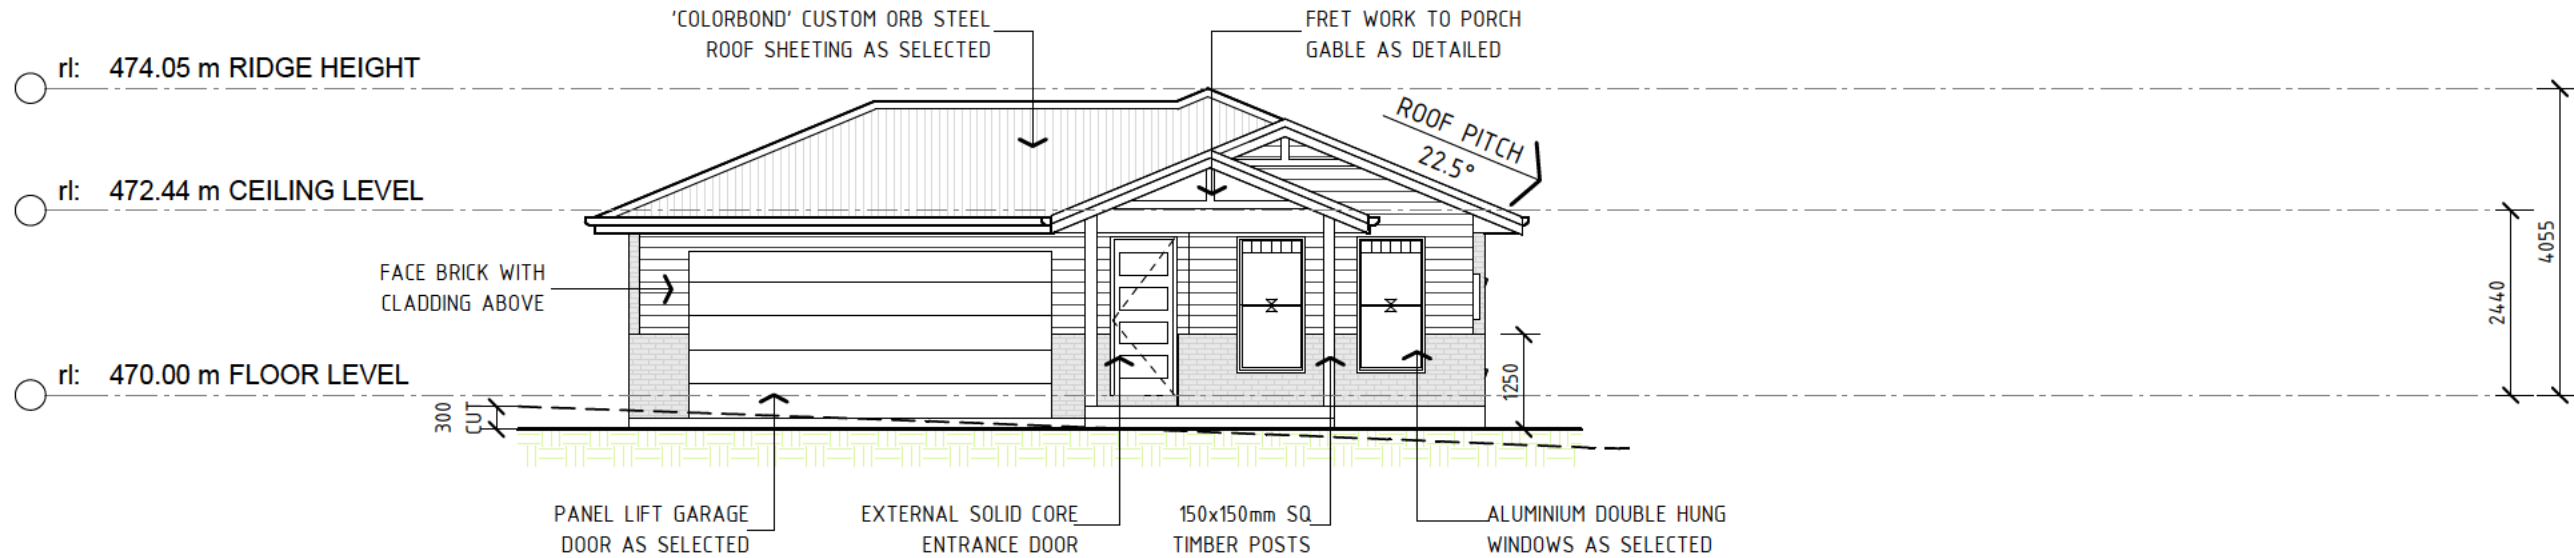 'COLORBOND' CUSTOM ORB STEEL
ROOF SHEETING AS SELECTED
FRET WORK TO PORCH
GABLE AS DETAILED
rl: 474.05 m RIDGE HEIGHT
ROOF PITCH
22.5°
rl: 472.44 m CEILING LEVEL
4055
FACE BRICK WITH
CLADDING ABOVE
2440
rl: 470.00 m FLOOR LEVEL
1250
300
CUT
PANEL LIFT GARAGE
DOOR AS SELECTED
EXTERNAL SOLID CORE
ENTRANCE DOOR
150x150mm SQ
TIMBER POSTS
ALUMINIUM DOUBLE HUNG
WINDOWS AS SELECTED